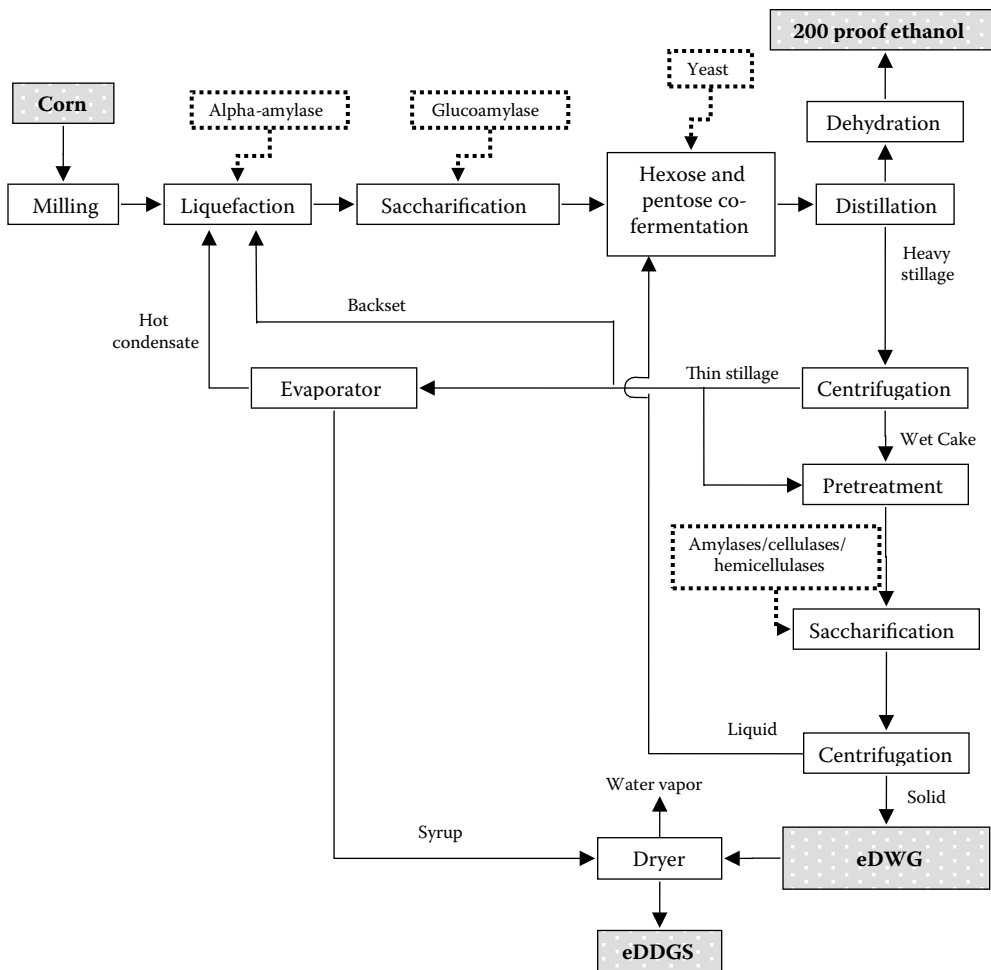 200 proof ethanol
Yeast
Corn
Alpha-amylase
Glucoamylase
Dehydration
Hexose and
pentose co-
fermentation
Milling
Liquefaction
Saccharification
Distillation
Heavy
stillage
Backset
Hot
condensate
Thin stillage
Evaporator
Centrifugation
Wet Cake
Pretreatment
Amylases/cellulases/
hemicellulases
Saccharification
Liquid
Centrifugation
Water vapor
Solid
Syrup
Dryer
eDWG
eDDGS